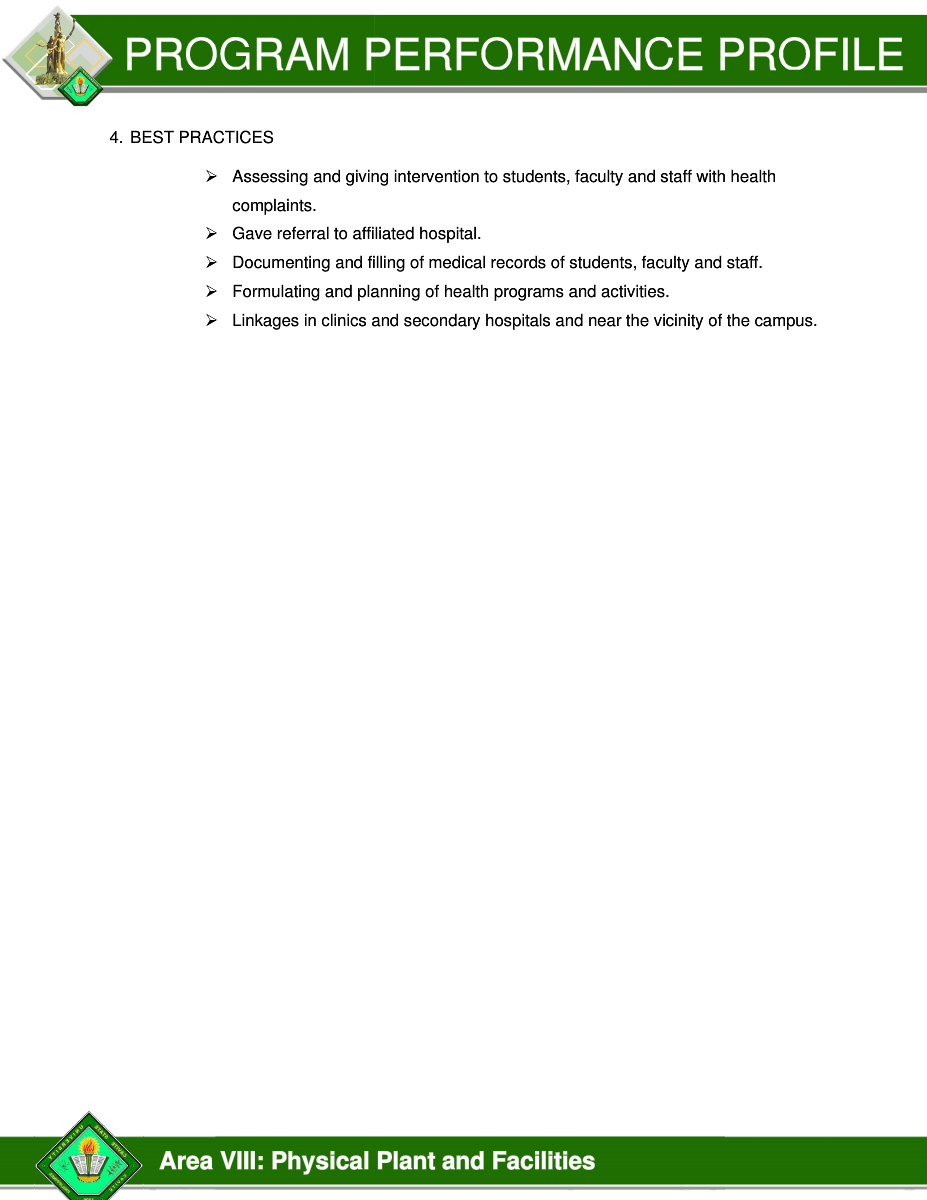 PROGRAM PERFORMANCE PROFILE
4. BEST PRACTICES
➢ Assessing and giving intervention to students, faculty and staff with health
complaints.
➢ Gave referral to affiliated hospital.
➢ Documenting and filling of medical records of students, faculty and staff.
➢ Formulating and planning of health programs and activities.
➢ Linkages in clinics and secondary hospitals and near the vicinity of the campus.
Area VIII: Physical Plant and Facilities